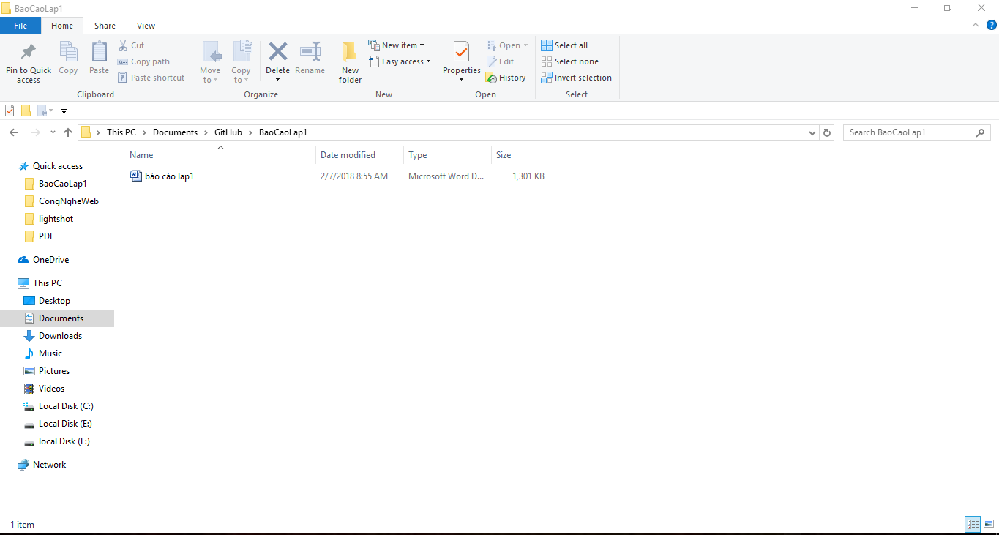 BaoCaoLap1
File Home Share View
Pin to Quick access Copy Paste Cut Copy path Paste shortcut Move to Copy to Delete Rename New folder New item Easy access Properties Open Edit History Select all Select none Invert selection
Clipboard Organize New Open Select
This PC > Documents > GitHub > BaoCaoLap1 Search BaoCaoLap1
Name Date modified Type Size
báo cáo lap1 2/7/2018 8:55 AM Microsoft Word D... 1,301 KB
Quick access
BaoCaoLap1
CongNgheWeb
lightshot
PDF
OneDrive
This PC
Desktop
Documents
Downloads
Music
Pictures
Videos
Local Disk (C:)
Local Disk (E:)
local Disk (F:)
Network
1 item